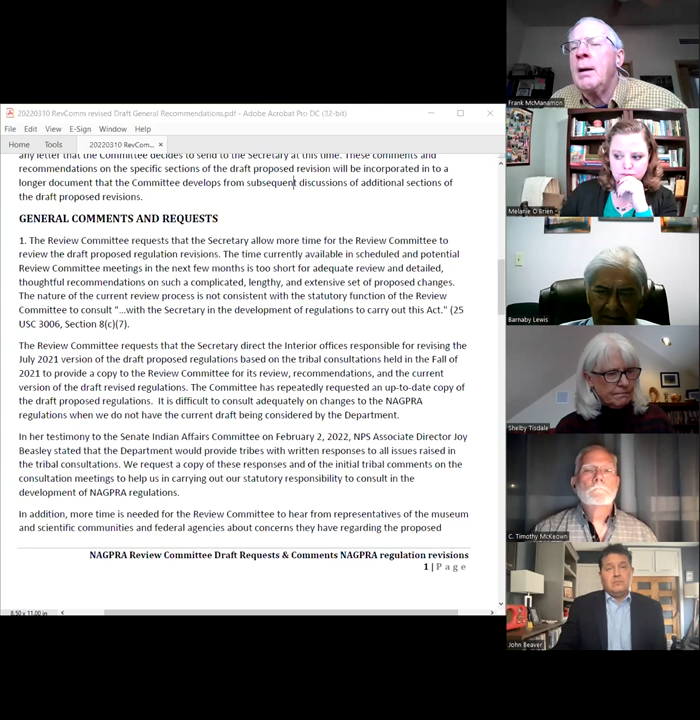 20220310 RevComm revised Draft General Recommendations.pdf - Adobe Acrobat Pro DC (32-bit)
File Edit View E-Sign Window Help
Home Tools 20220310 RevCom... ×
any letter that the Committee decides to send to the Secretary at this time. These comments and
recommendations on the specific sections of the draft proposed revision will be incorporated in to a
longer document that the Committee develops from subsequent discussions of additional sections of
the draft proposed revisions.
GENERAL COMMENTS AND REQUESTS
1. The Review Committee requests that the Secretary allow more time for the Review Committee to
review the draft proposed regulation revisions. The time currently available in scheduled and potential
Review Committee meetings in the next few months is too short for adequate review and detailed,
thoughtful recommendations on such a complicated, lengthy, and extensive set of proposed changes.
The nature of the current review process is not consistent with the statutory function of the Review
Committee to consult "...with the Secretary in the development of regulations to carry out this Act." (25
USC 3006, Section 8(c)(7).
The Review Committee requests that the Secretary direct the Interior offices responsible for revising the
July 2021 version of the draft proposed regulations based on the tribal consultations held in the Fall of
2021 to provide a copy to the Review Committee for its review, recommendations, and the current
version of the draft revised regulations. The Committee has repeatedly requested an up-to-date copy of
the draft proposed regulations. It is difficult to consult adequately on changes to the NAGPRA
regulations when we do not have the current draft being considered by the Department.
In her testimony to the Senate Indian Affairs Committee on February 2, 2022, NPS Associate Director Joy
Beasley stated that the Department would provide tribes with written responses to all issues raised in
the tribal consultations. We request a copy of these responses and of the initial tribal comments on the
consultation meetings to help us in carrying out our statutory responsibility to consult in the
development of NAGPRA regulations.
In addition, more time is needed for the Review Committee to hear from representatives of the museum
and scientific communities and federal agencies about concerns they have regarding the proposed
NAGPRA Review Committee Draft Requests & Comments NAGPRA regulation revisions
1 | P a g e
8.50 x 11.00 in
Frank McManamon
Melanie O'Brien -
Barnaby Lewis
Shelby Tisdale
C. Timothy McKeown
John Beaver